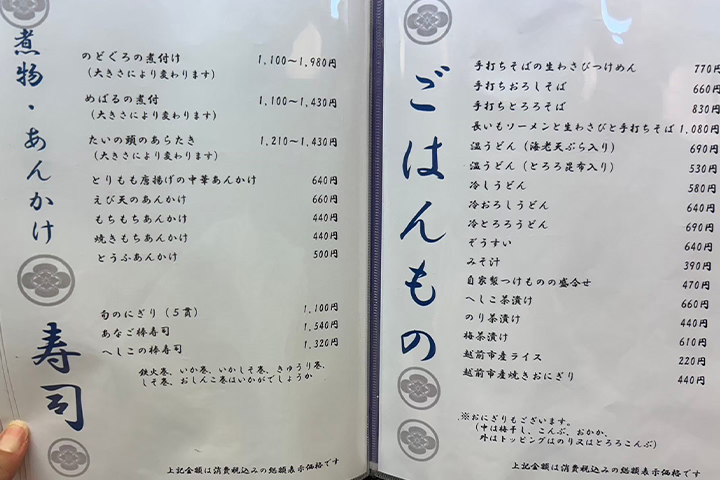 煮物・あんかけ
のどぐろの煮付け 1,100～1,980円
(大きさにより変わります)
めばるの煮付 1,100～1,430円
(大きさにより変わります)
たいの頭のあらたき 1,210～1,430円
(大きさにより変わります)
とりもも唐揚げの中華あんかけ 640円
えび天のあんかけ 660円
もちもちあんかけ 440円
焼きもちあんかけ 440円
とうふあんかけ 500円
寿司
旬のにぎり（５貫） 1,100円
あなご棒寿司 1,540円
へしこの棒寿司 1,320円
鉄火巻、いか巻、いかしそ巻、きゅうり巻、
しそ巻、おしんこ巻はいかがでしょうか
上記金額は消費税込みの総額表示価格です
ごはんもの
手打ちそばの生わさびつけめん 770円
手打ちおろしそば 660円
手打ちとろろそば 830円
長いもソーメンと生わさびと手打ちそば 1,080円
温うどん（海老天ぷら入り） 690円
温うどん（とろろ昆布入り） 530円
冷しうどん 580円
冷おろしうどん 640円
冷とろろうどん 690円
ぞうすい 640円
みそ汁 390円
自家製つけものの盛合せ 470円
へしこ茶漬け 660円
のり茶漬け 440円
梅茶漬け 610円
越前市産ライス 220円
越前市産焼きおにぎり 440円
※おにぎりもございます。
（中は梅干し、こんぶ、おかか、
外はトッピングはのり又はとろろこんぶ）
上記金額は消費税込みの総額表示価格です